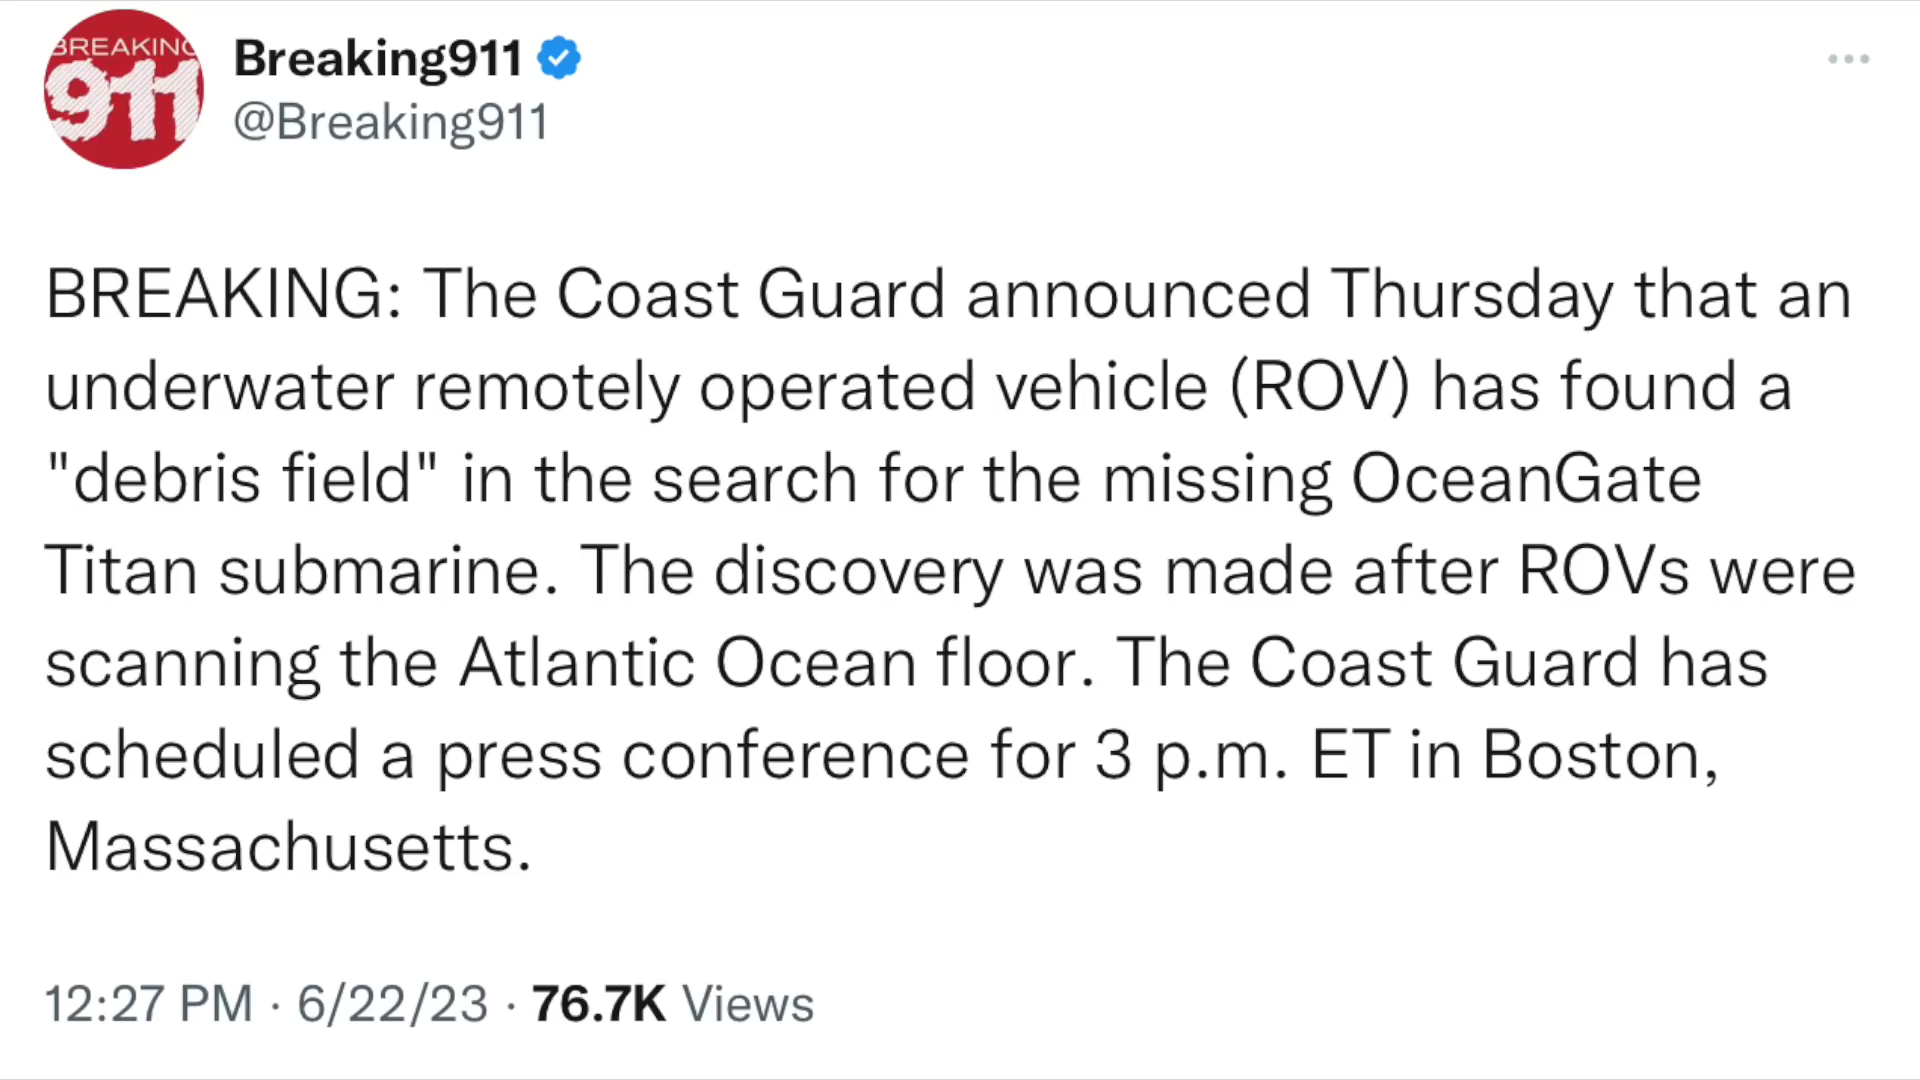 BREAKING
911
Breaking911
@Breaking911
BREAKING: The Coast Guard announced Thursday that an
underwater remotely operated vehicle (ROV) has found a
"debris field" in the search for the missing OceanGate
Titan submarine. The discovery was made after ROVs were
scanning the Atlantic Ocean floor. The Coast Guard has
scheduled a press conference for 3 p.m. ET in Boston,
Massachusetts.
12:27 PM · 6/22/23 · 76.7K Views